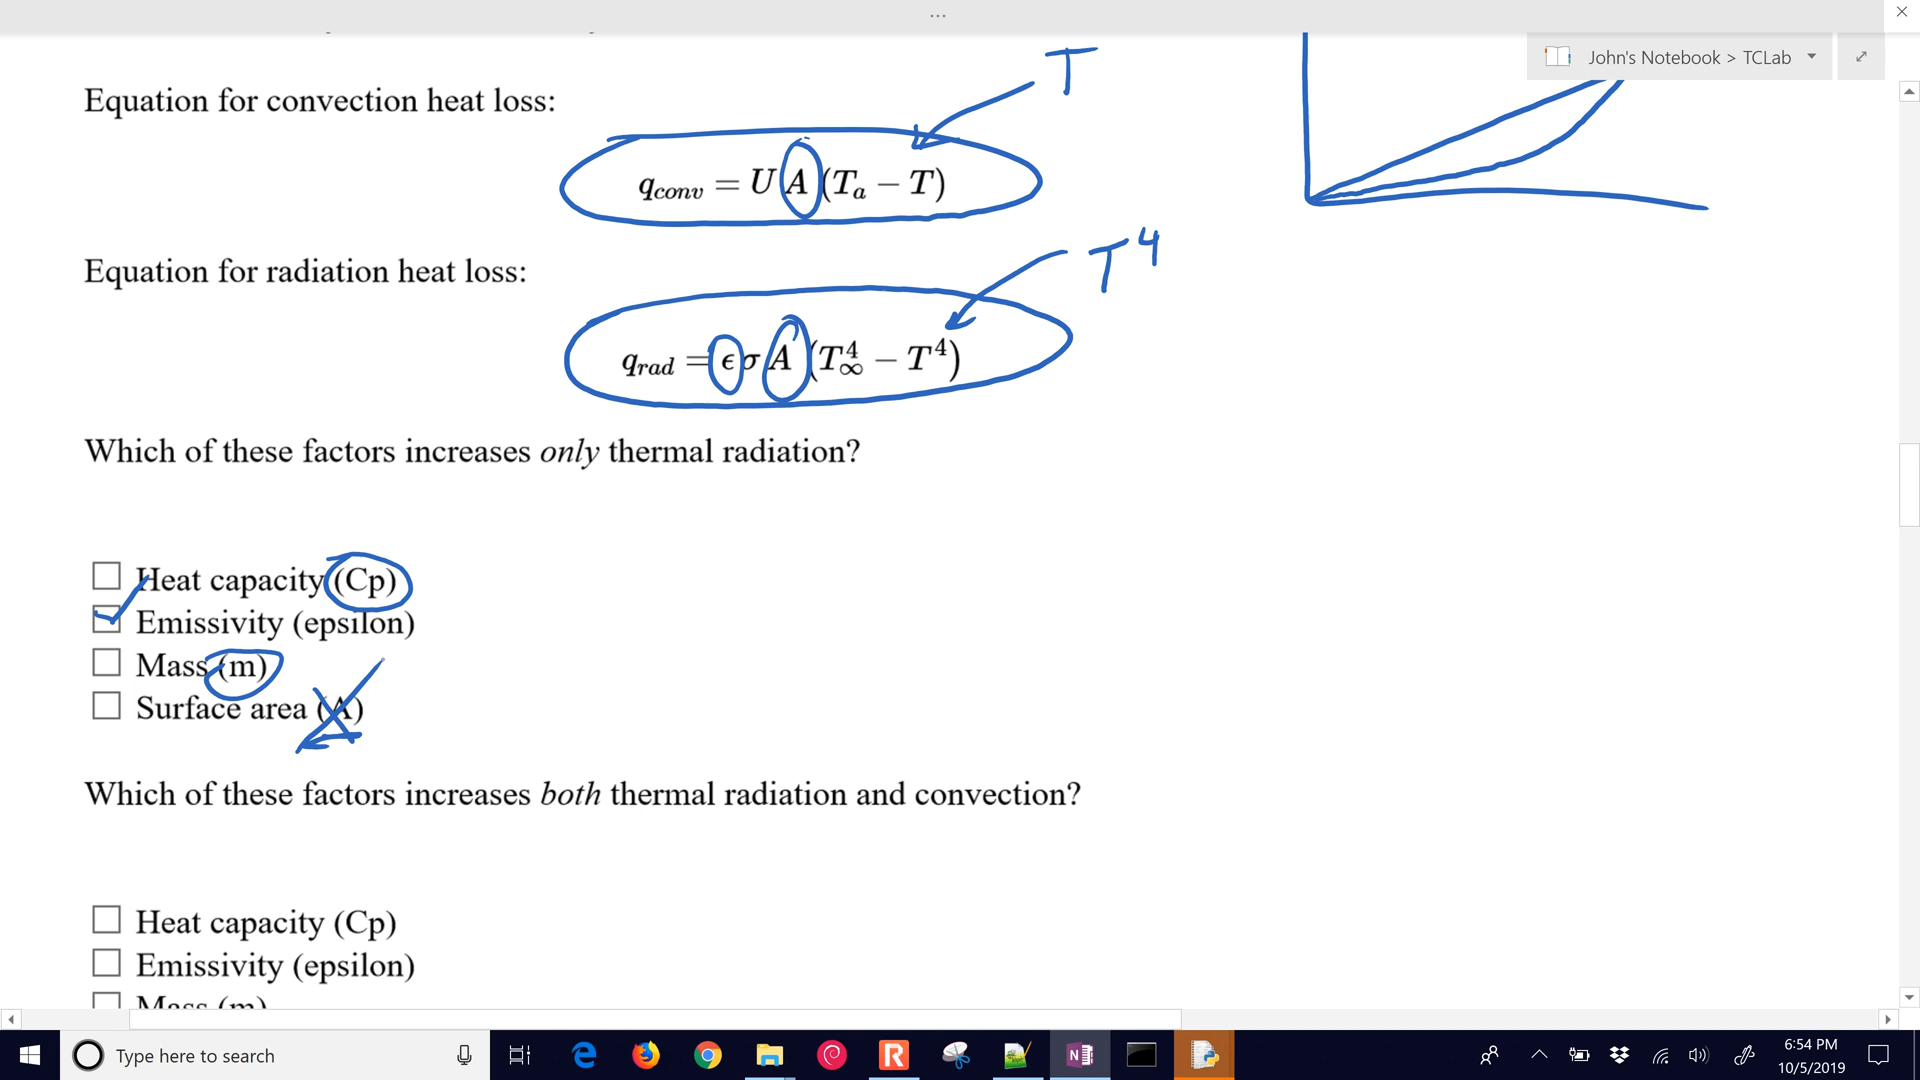 ...
John's Notebook > TCLab
T
Equation for convection heat loss:
q_conv = U A (T_a − T)
T^4
Equation for radiation heat loss:
q_rad = ϵ σ A (T_∞^4 − T^4)
Which of these factors increases only thermal radiation?
Heat capacity (Cp)
Emissivity (epsilon)
Mass (m)
Surface area (A)
Which of these factors increases both thermal radiation and convection?
Heat capacity (Cp)
Emissivity (epsilon)
Mass (m)
Type here to search
6:54 PM
10/5/2019